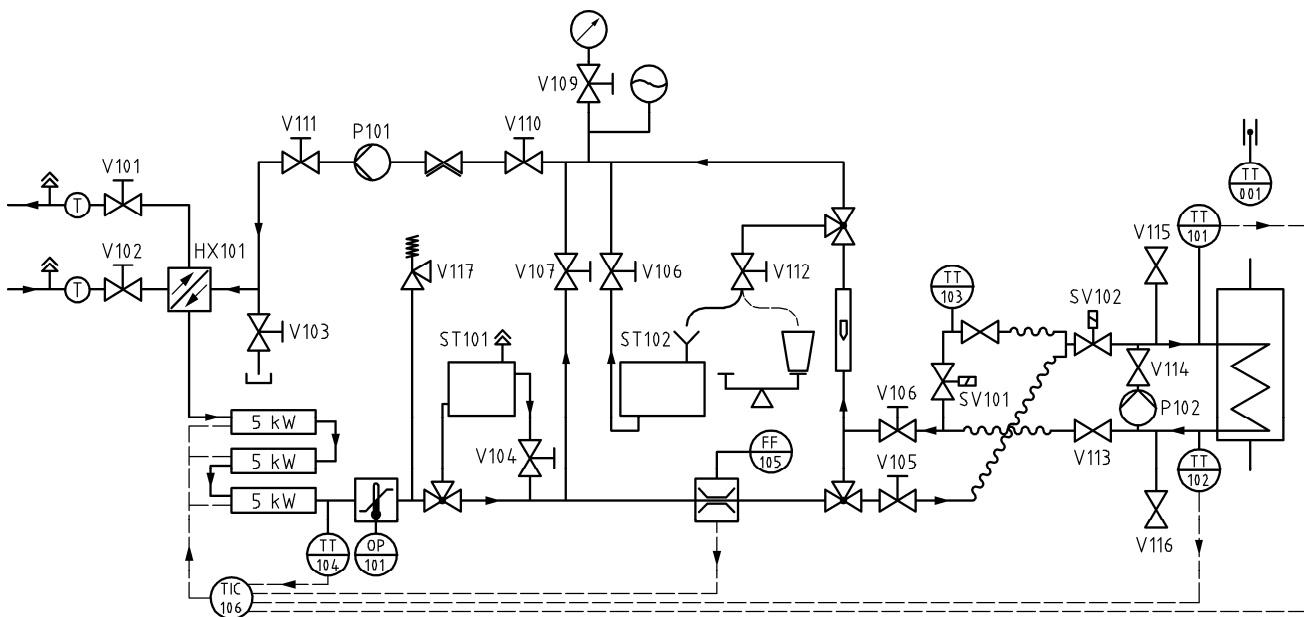 V109
V111
P101
V110
V101
TT
001
T
TT
101
V115
V102
HX101
V117
V107
V106
V112
T
TT
103
SV102
V103
ST101
ST102
V114
V106
SV101
P102
5 kW
V104
FF
105
5 kW
V105
V113
TT
102
5 kW
TT
104
OP
101
V116
TIC
106